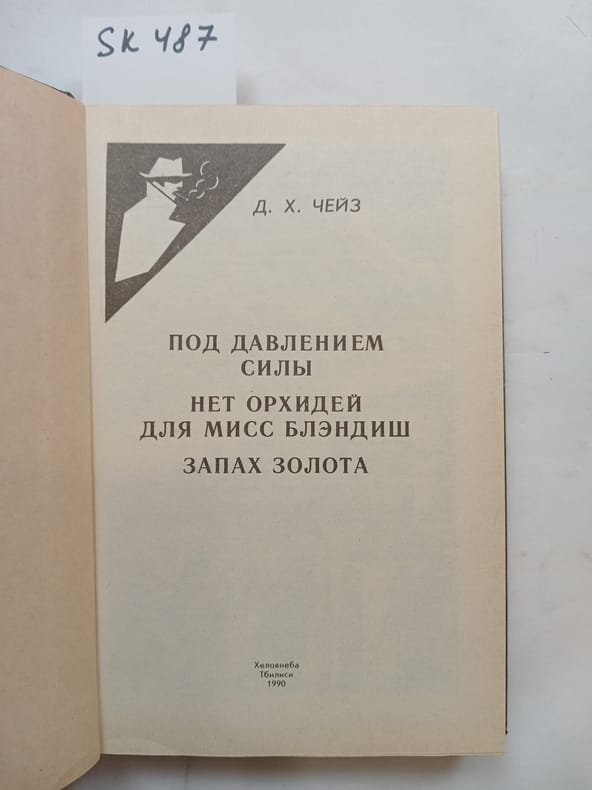 SK 487
Д. Х. ЧЕЙЗ
ПОД ДАВЛЕНИЕМ
СИЛЫ
НЕТ ОРХИДЕЙ
ДЛЯ МИСС БЛЭНДИШ
ЗАПАХ ЗОЛОТА
Хеловнеба
Тбилиси
1990